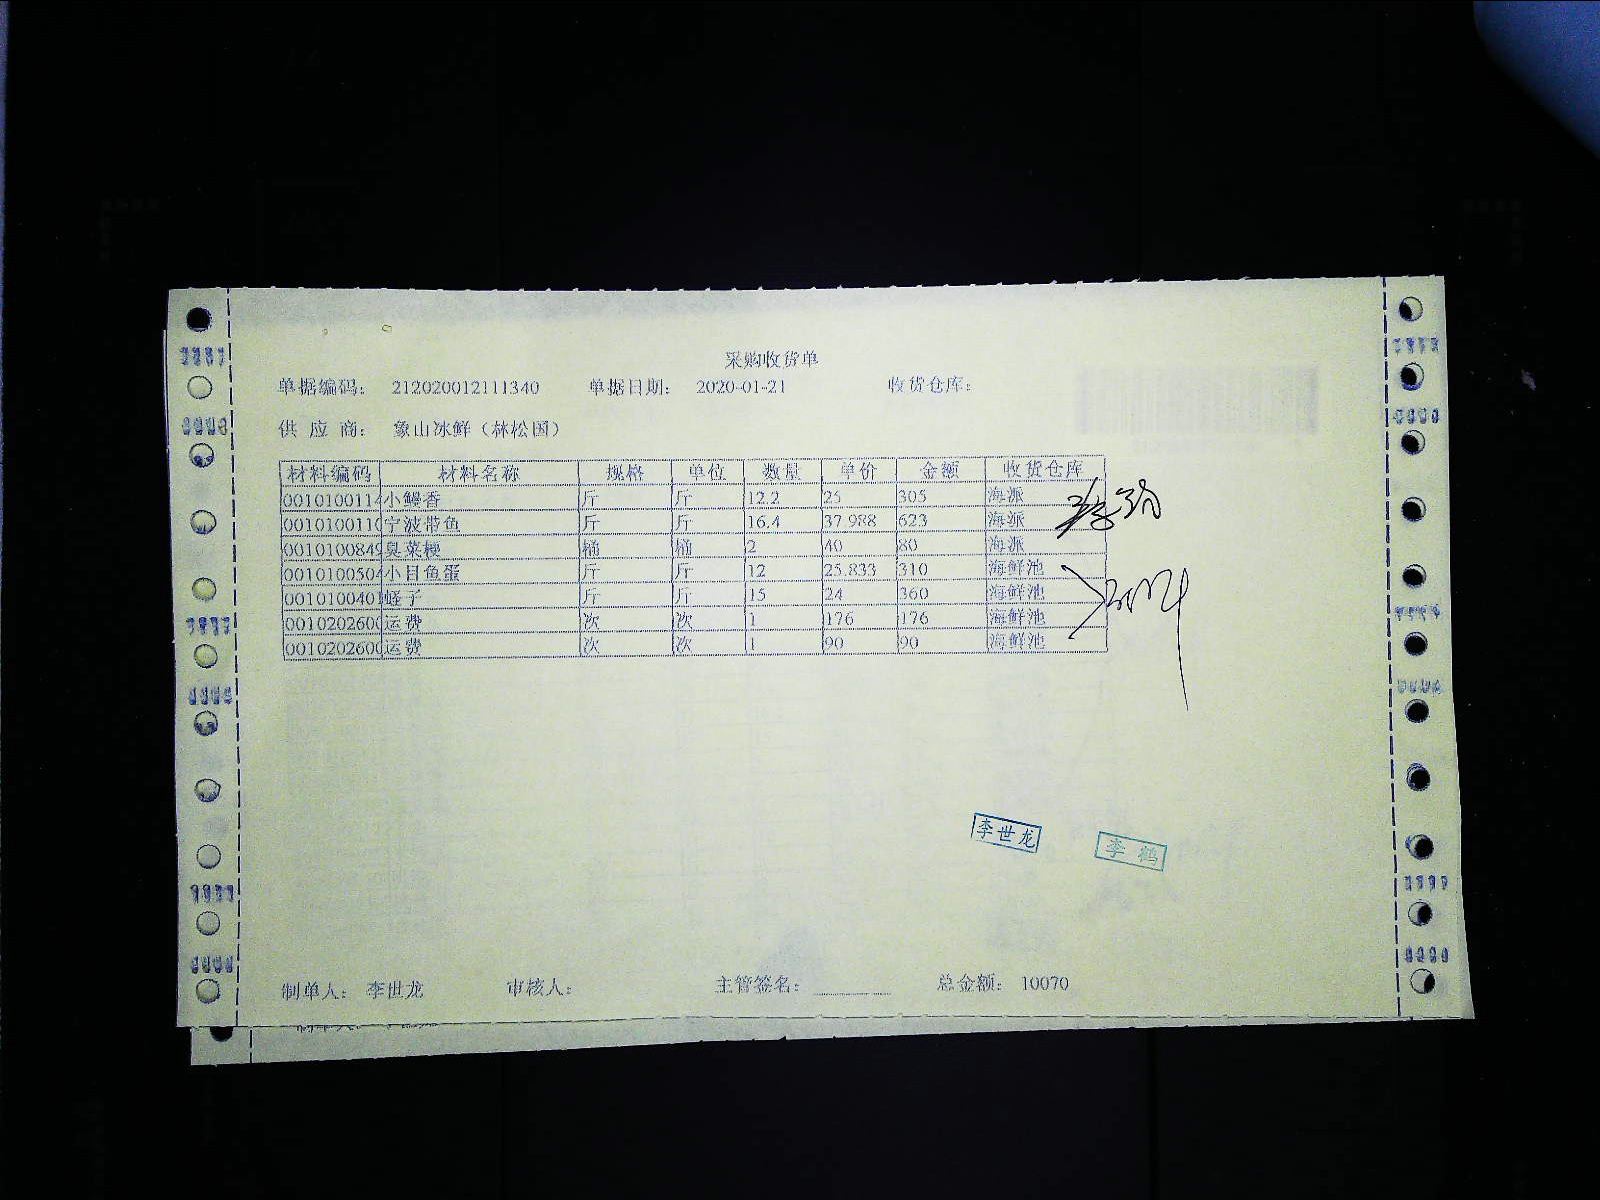 采购收货单
单据编码： 212020012111340 单据日期： 2020-01-21 收货仓库：
供 应 商： 象山冰鲜（林松国）
材料编码 材料名称 规格 单位 数量 单价 金额 收货仓库
0010100114 小鳗香 斤 斤 12.2 25 305 海派
0010100110 宁波带鱼 斤 斤 16.4 37.988 623 海派
0010100849 臭菜梗 桶 桶 2 40 80 海派
0010100504 小目鱼蛋 斤 斤 12 25.833 310 海鲜池
001010040 蛏子 斤 斤 15 24 360 海鲜池
0010202600 运费 次 次 1 176 176 海鲜池
0010202600 运费 次 次 1 90 90 海鲜池
李世龙 李鹤
制单人： 李世龙 审核人： 主管签名： 总金额： 10070